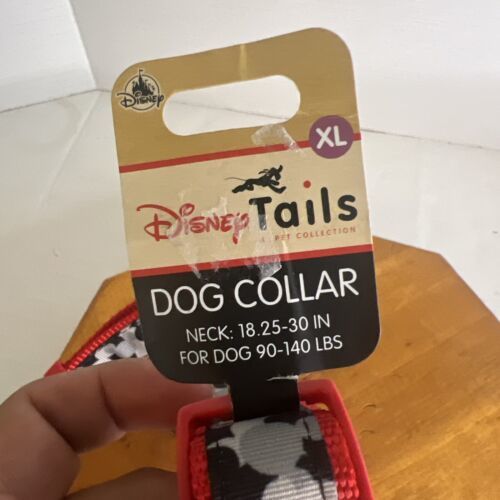 Disney
XL
Disney Tails
PET COLLECTION
DOG COLLAR
NECK: 18.25-30 IN
FOR DOG 90-140 LBS